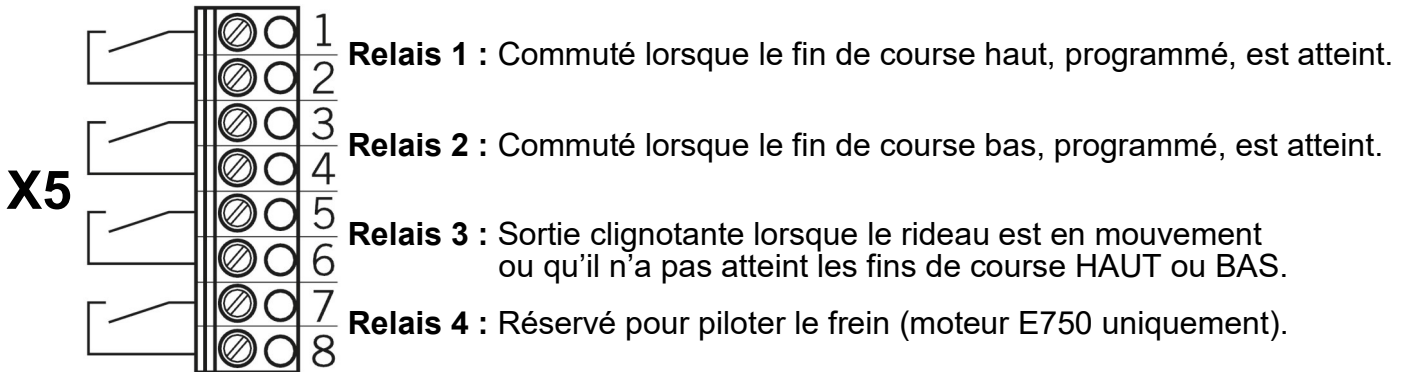 X5
1
2
Relais 1 : Commuté lorsque le fin de course haut, programmé, est atteint.
3
4
Relais 2 : Commuté lorsque le fin de course bas, programmé, est atteint.
5
6
Relais 3 : Sortie clignotante lorsque le rideau est en mouvement
ou qu’il n’a pas atteint les fins de course HAUT ou BAS.
7
8
Relais 4 : Réservé pour piloter le frein (moteur E750 uniquement).